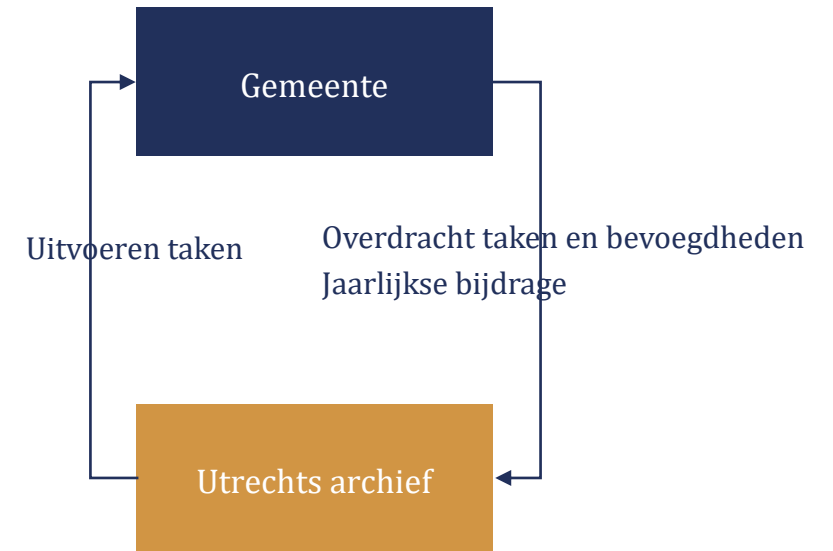 Gemeente
Uitvoeren taken
Overdracht taken en bevoegdheden
Jaarlijkse bijdrage
Utrechts archief